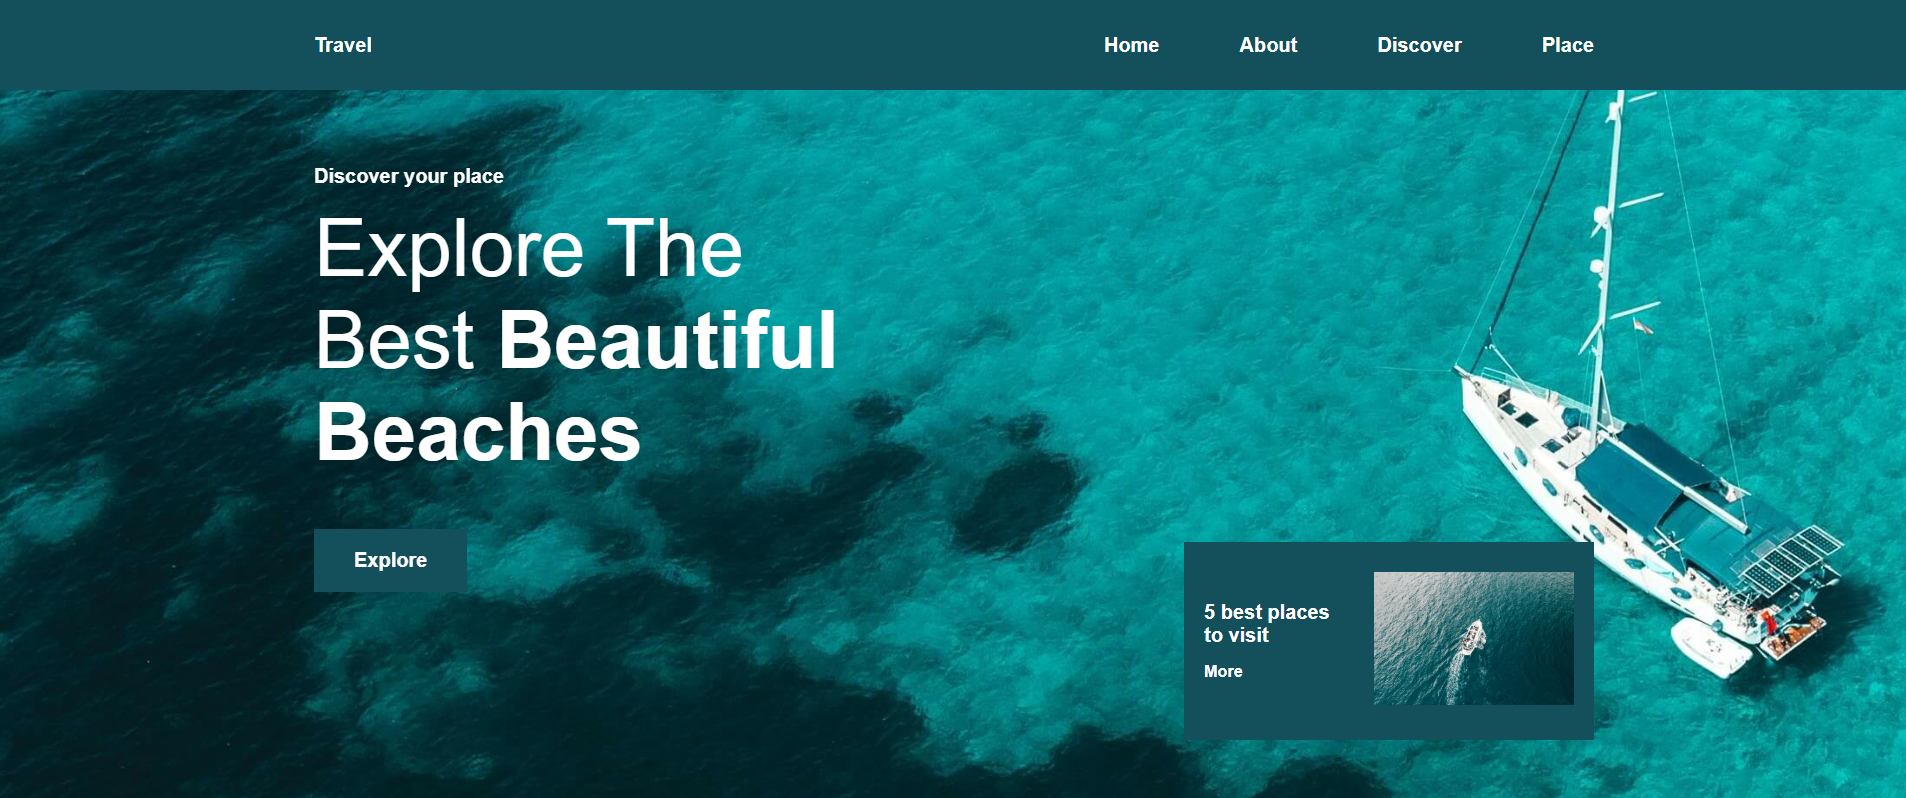 Travel
Home
About
Discover
Place
Discover your place
Explore The
Best Beautiful
Beaches
Explore
5 best places
to visit
More